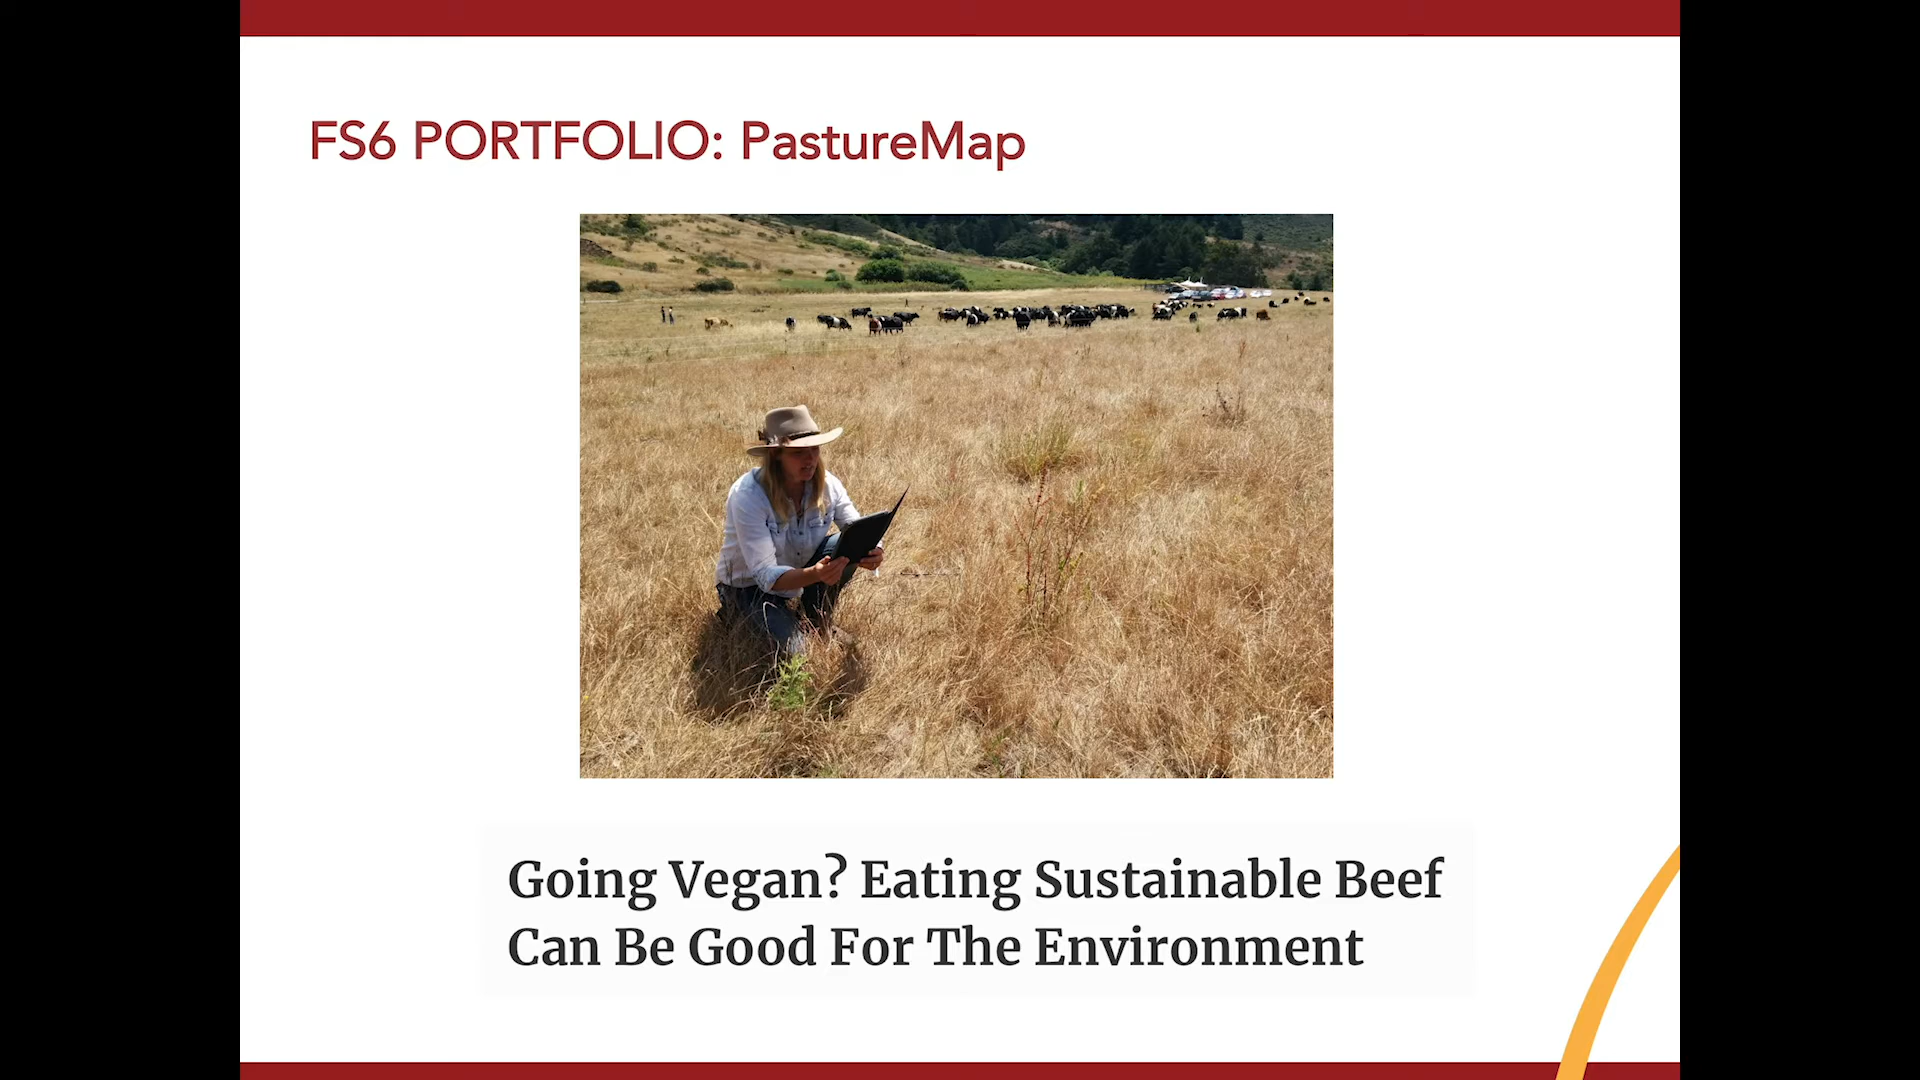 FS6 PORTFOLIO: PastureMap
Going Vegan? Eating Sustainable Beef
Can Be Good For The Environment